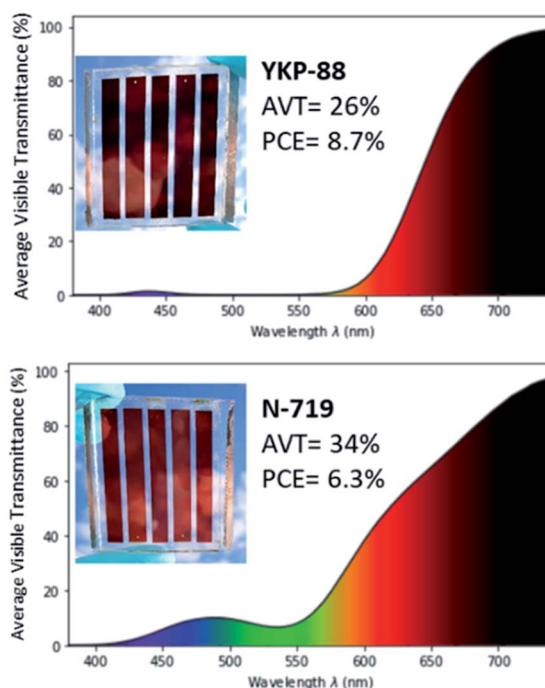 Average Visible Transmittance (%)
100
80
60
40
20
0
YKP-88
AVT= 26%
PCE= 8.7%
400 450 500 550 600 650 700
Wavelength λ (nm)
Average Visible Transmittance (%)
100
80
60
40
20
0
N-719
AVT= 34%
PCE= 6.3%
400 450 500 550 600 650 700
Wavelength λ (nm)